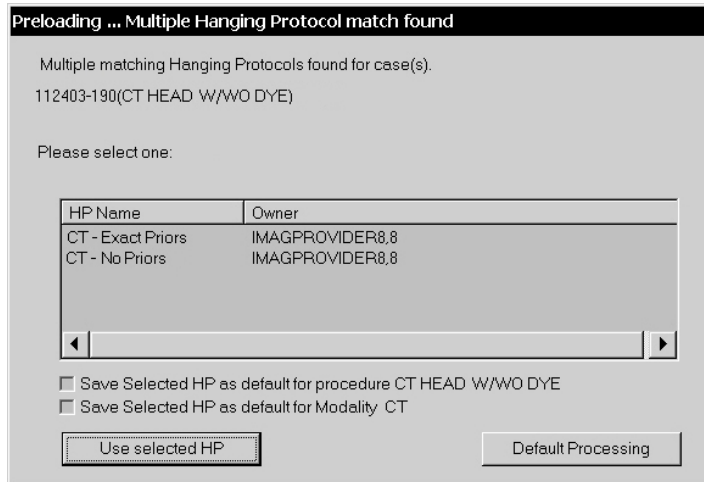 Preloading ... Multiple Hanging Protocol match found
Multiple matching Hanging Protocols found for case(s).
112403-190(CT HEAD W/WO DYE)
Please select one:
HP Name Owner
CT - Exact Priors IMAGPROVIDER8,8
CT - No Priors IMAGPROVIDER8,8
Save Selected HP as default for procedure CT HEAD W/WO DYE
Save Selected HP as default for Modality CT
Use selected HP Default Processing